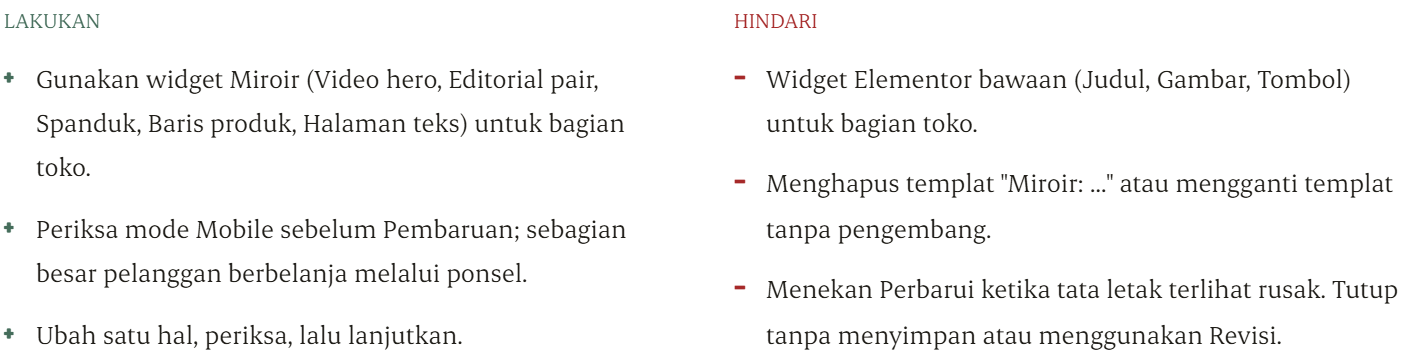 LAKUKAN
+ Gunakan widget Miroir (Video hero, Editorial pair,
Spanduk, Baris produk, Halaman teks) untuk bagian
toko.
+ Periksa mode Mobile sebelum Pembaruan; sebagian
besar pelanggan berbelanja melalui ponsel.
+ Ubah satu hal, periksa, lalu lanjutkan.
HINDARI
- Widget Elementor bawaan (Judul, Gambar, Tombol)
untuk bagian toko.
- Menghapus templat "Miroir: ..." atau mengganti templat
tanpa pengembang.
- Menekan Perbarui ketika tata letak terlihat rusak. Tutup
tanpa menyimpan atau menggunakan Revisi.